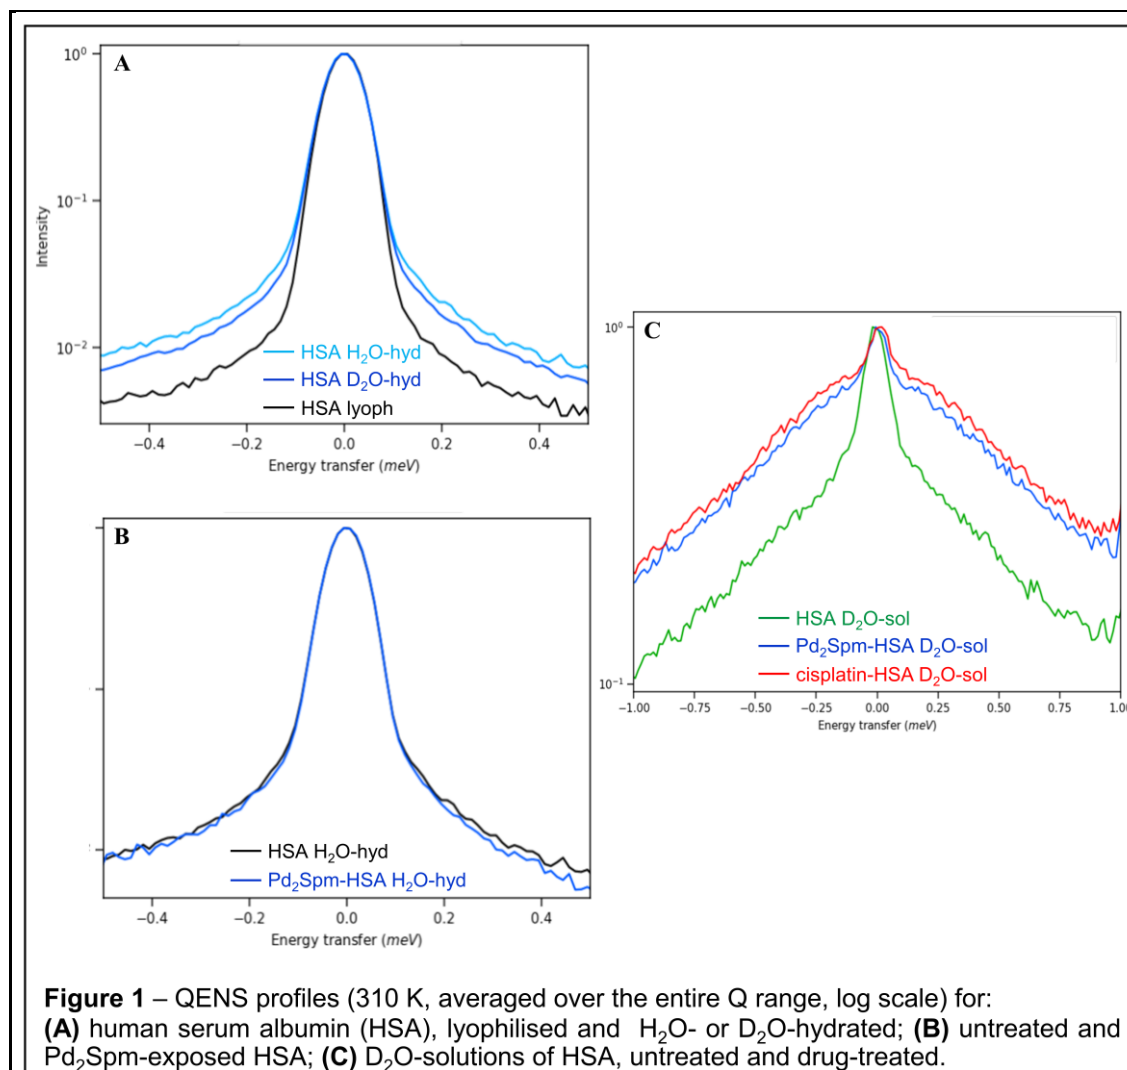 A
10⁰
10⁻¹
10⁻²
Intensity
HSA H₂O-hyd
HSA D₂O-hyd
HSA lyoph
−0.4 −0.2 0.0 0.2 0.4
Energy transfer (meV)
B
HSA H₂O-hyd
Pd₂Spm-HSA H₂O-hyd
−0.4 −0.2 0.0 0.2 0.4
Energy transfer (meV)
C
10⁰
10⁻¹
HSA D₂O-sol
Pd₂Spm-HSA D₂O-sol
cisplatin-HSA D₂O-sol
−1.00 −0.75 −0.50 −0.25 0.00 0.25 0.50 0.75 1.00
Energy transfer (meV)
Figure 1 – QENS profiles (310 K, averaged over the entire Q range, log scale) for:
(A) human serum albumin (HSA), lyophilised and H₂O- or D₂O-hydrated; (B) untreated and
Pd₂Spm-exposed HSA; (C) D₂O-solutions of HSA, untreated and drug-treated.